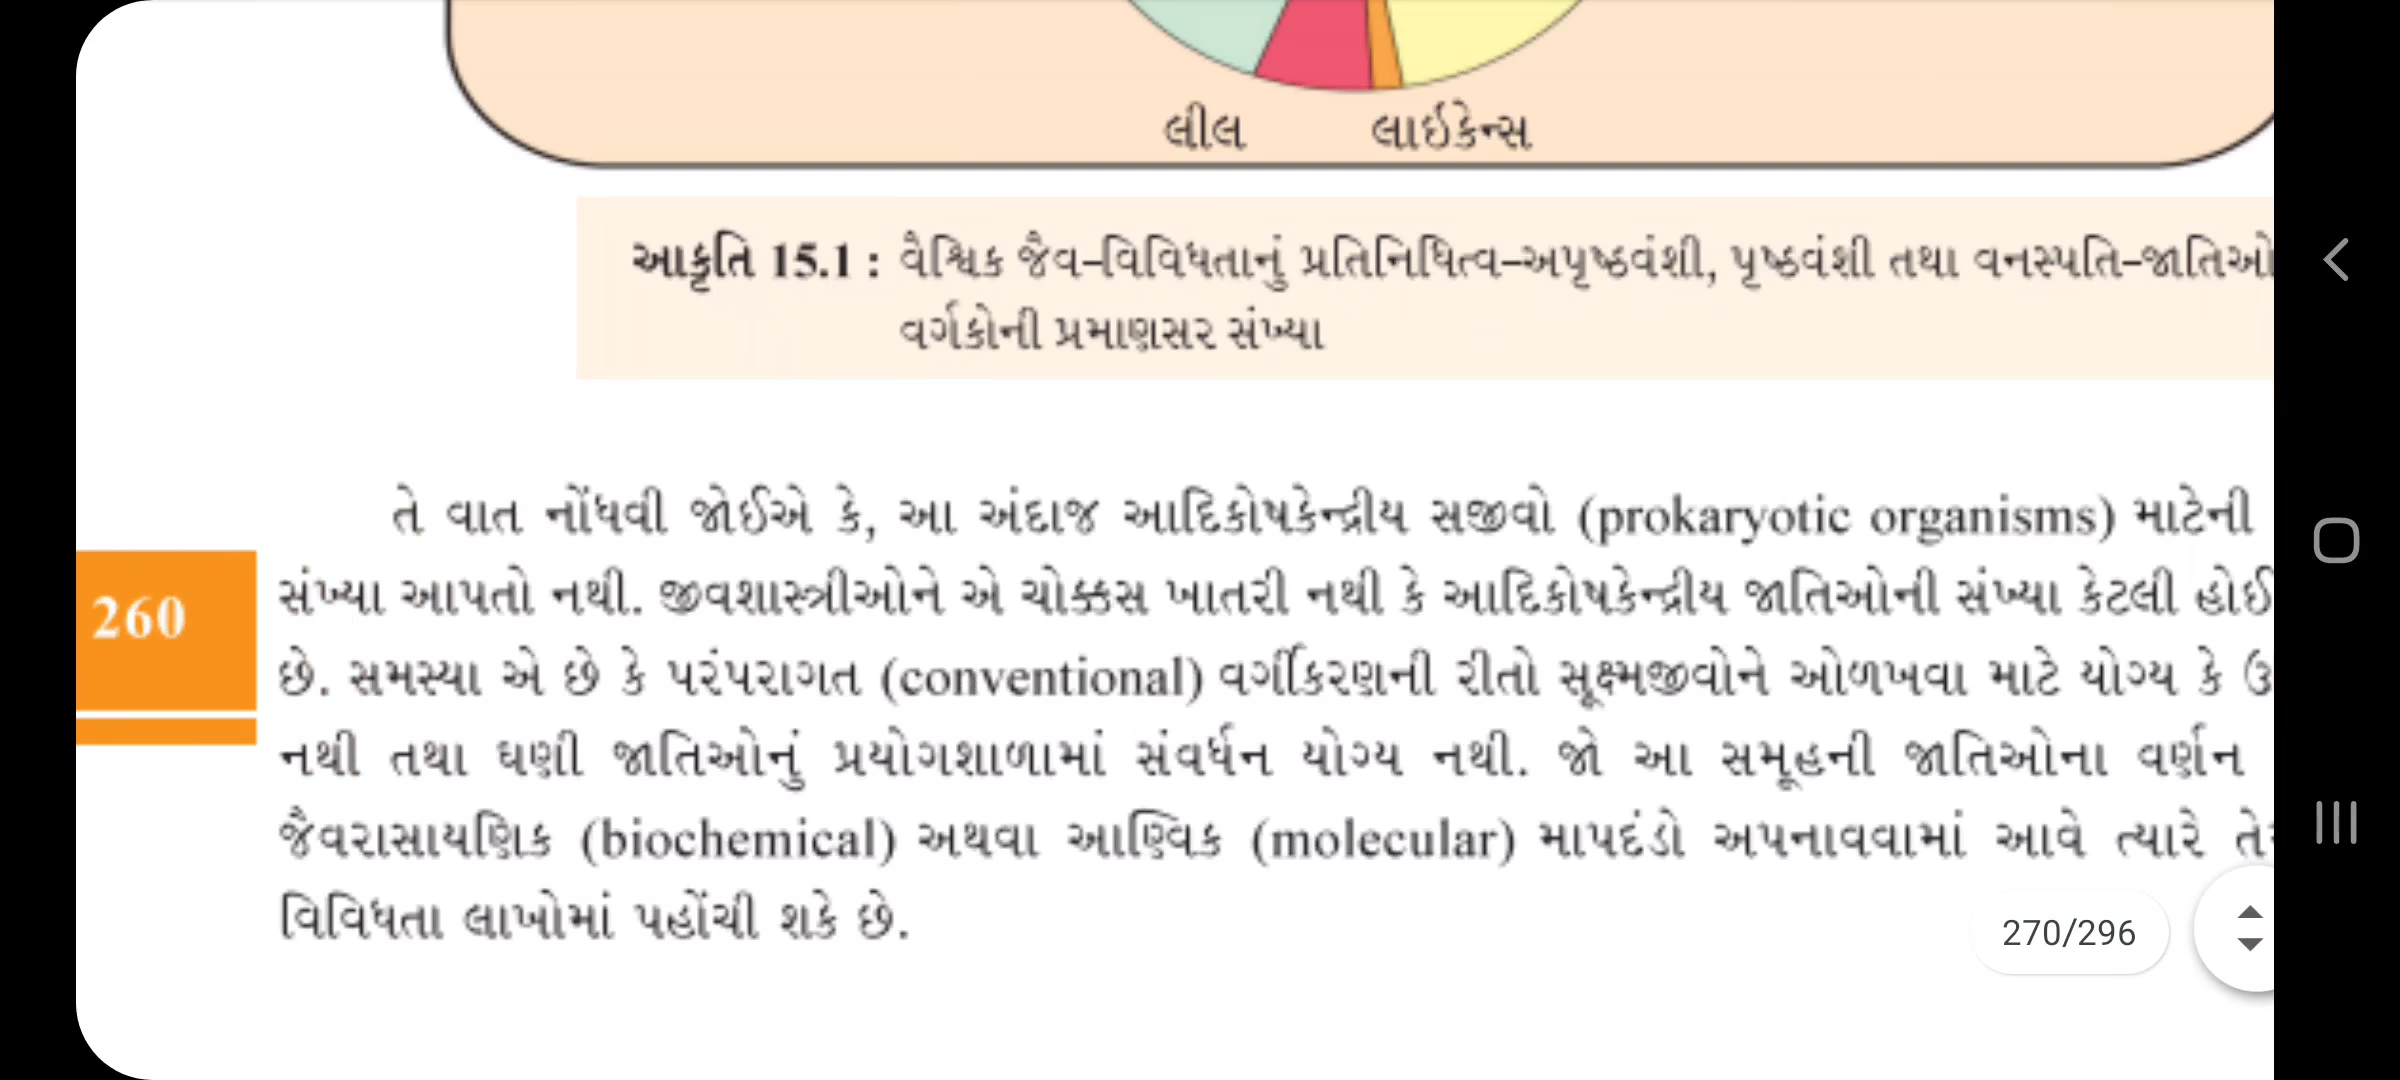 લીલ લાઈકેન્સ
આકૃતિ 15.1 : વૈશ્વિક જૈવ–વિવિધતાનું પ્રતિનિધિત્વ–અપૃષ્ઠવંશી, પૃષ્ઠવંશી તથા વનસ્પતિ–જાતિઓ
વર્ગકોની પ્રમાણસર સંખ્યા
તે વાત નોંધવી જોઈએ કે, આ અંદાજ આદિકોષકેન્દ્રીય સજીવો (prokaryotic organisms) માટેની
260
સંખ્યા આપતો નથી. જીવશાસ્ત્રીઓને એ ચોક્કસ ખાતરી નથી કે આદિકોષકેન્દ્રીય જાતિઓની સંખ્યા કેટલી હોઈ
છે. સમસ્યા એ છે કે પરંપરાગત (conventional) વર્ગીકરણની રીતો સૂક્ષ્મજીવોને ઓળખવા માટે યોગ્ય કે
નથી તથા ઘણી જાતિઓનું પ્રયોગશાળામાં સંવર્ધન યોગ્ય નથી. જો આ સમૂહની જાતિઓના વર્ણન
જૈવરાસાયણિક (biochemical) અથવા આણ્વિક (molecular) માપદંડો અપનાવવામાં આવે ત્યારે
વિવિધતા લાખોમાં પહોંચી શકે છે.
270/296